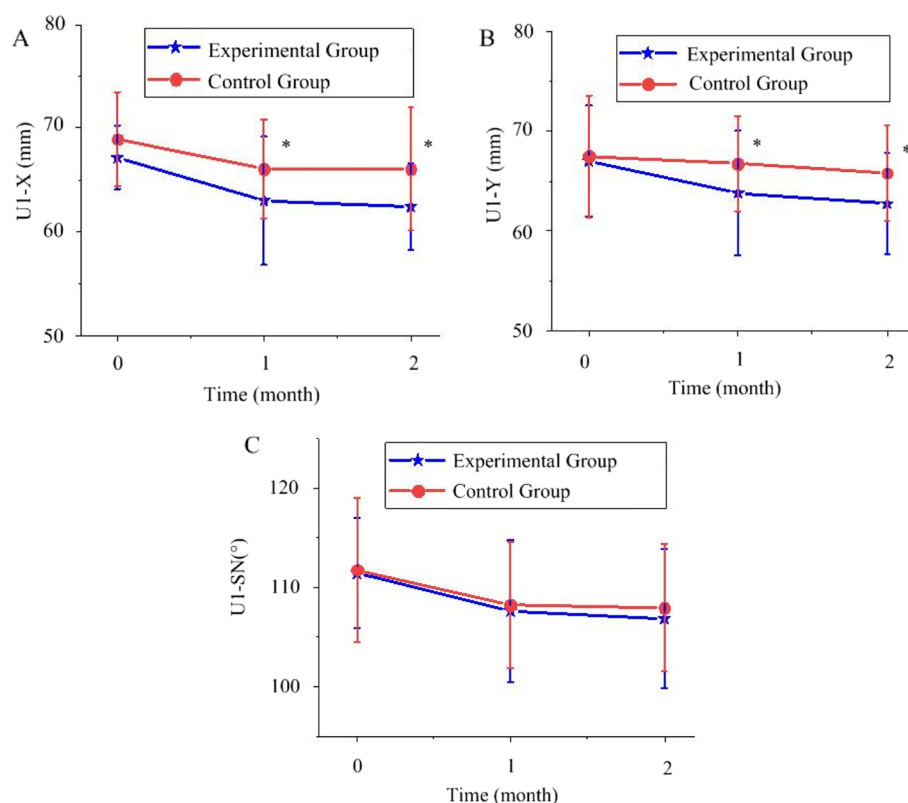 A
80
70
60
50
U1-X (mm)
Experimental Group
Control Group
*
*
0
1
2
Time (month)
B
80
70
60
50
U1-Y (mm)
Experimental Group
Control Group
*
*
0
1
2
Time (month)
C
120
110
100
U1-SN(°)
Experimental Group
Control Group
0
1
2
Time (month)